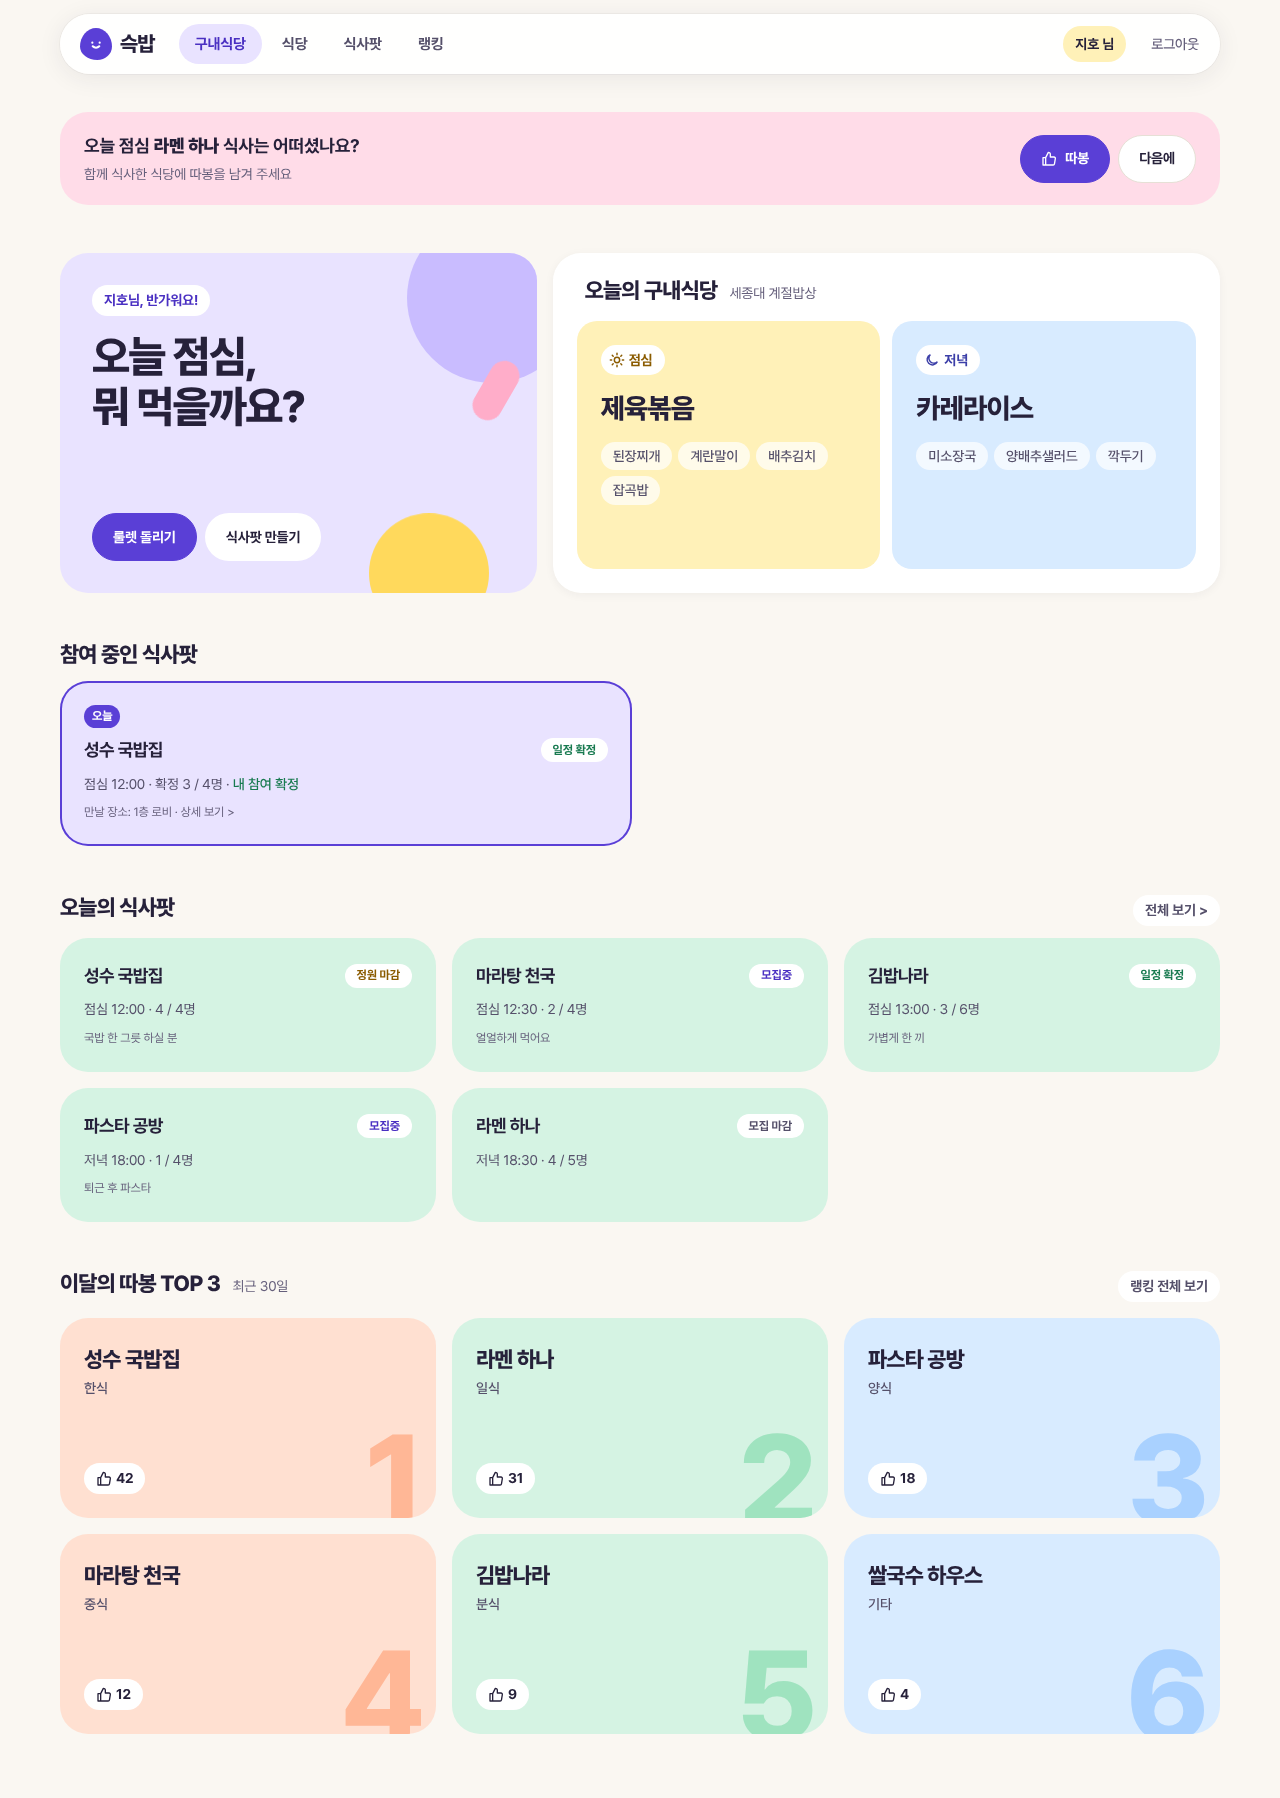 슥밥
구내식당
식당
식사팟
랭킹
지호 님
로그아웃
오늘 점심 라멘 하나 식사는 어떠셨나요?
함께 식사한 식당에 따봉을 남겨 주세요
따봉
다음에
지호님, 반가워요!
오늘 점심,
뭐 먹을까요?
룰렛 돌리기
식사팟 만들기
오늘의 구내식당
세종대 계절밥상
점심
제육볶음
된장찌개
계란말이
배추김치
잡곡밥
저녁
카레라이스
미소장국
양배추샐러드
깍두기
참여 중인 식사팟
오늘
성수 국밥집
일정 확정
점심 12:00 · 확정 3 / 4명 · 내 참여 확정
만날 장소: 1층 로비 · 상세 보기 >
오늘의 식사팟
전체 보기 >
성수 국밥집
정원 마감
점심 12:00 · 4 / 4명
국밥 한 그릇 하실 분
마라탕 천국
모집중
점심 12:30 · 2 / 4명
얼얼하게 먹어요
김밥나라
일정 확정
점심 13:00 · 3 / 6명
가볍게 한 끼
파스타 공방
모집중
저녁 18:00 · 1 / 4명
퇴근 후 파스타
라멘 하나
모집 마감
저녁 18:30 · 4 / 5명
이달의 따봉 TOP 3
최근 30일
랭킹 전체 보기
성수 국밥집
한식
42
1
라멘 하나
일식
31
2
파스타 공방
양식
18
3
마라탕 천국
중식
12
4
김밥나라
분식
9
5
쌀국수 하우스
기타
4
6